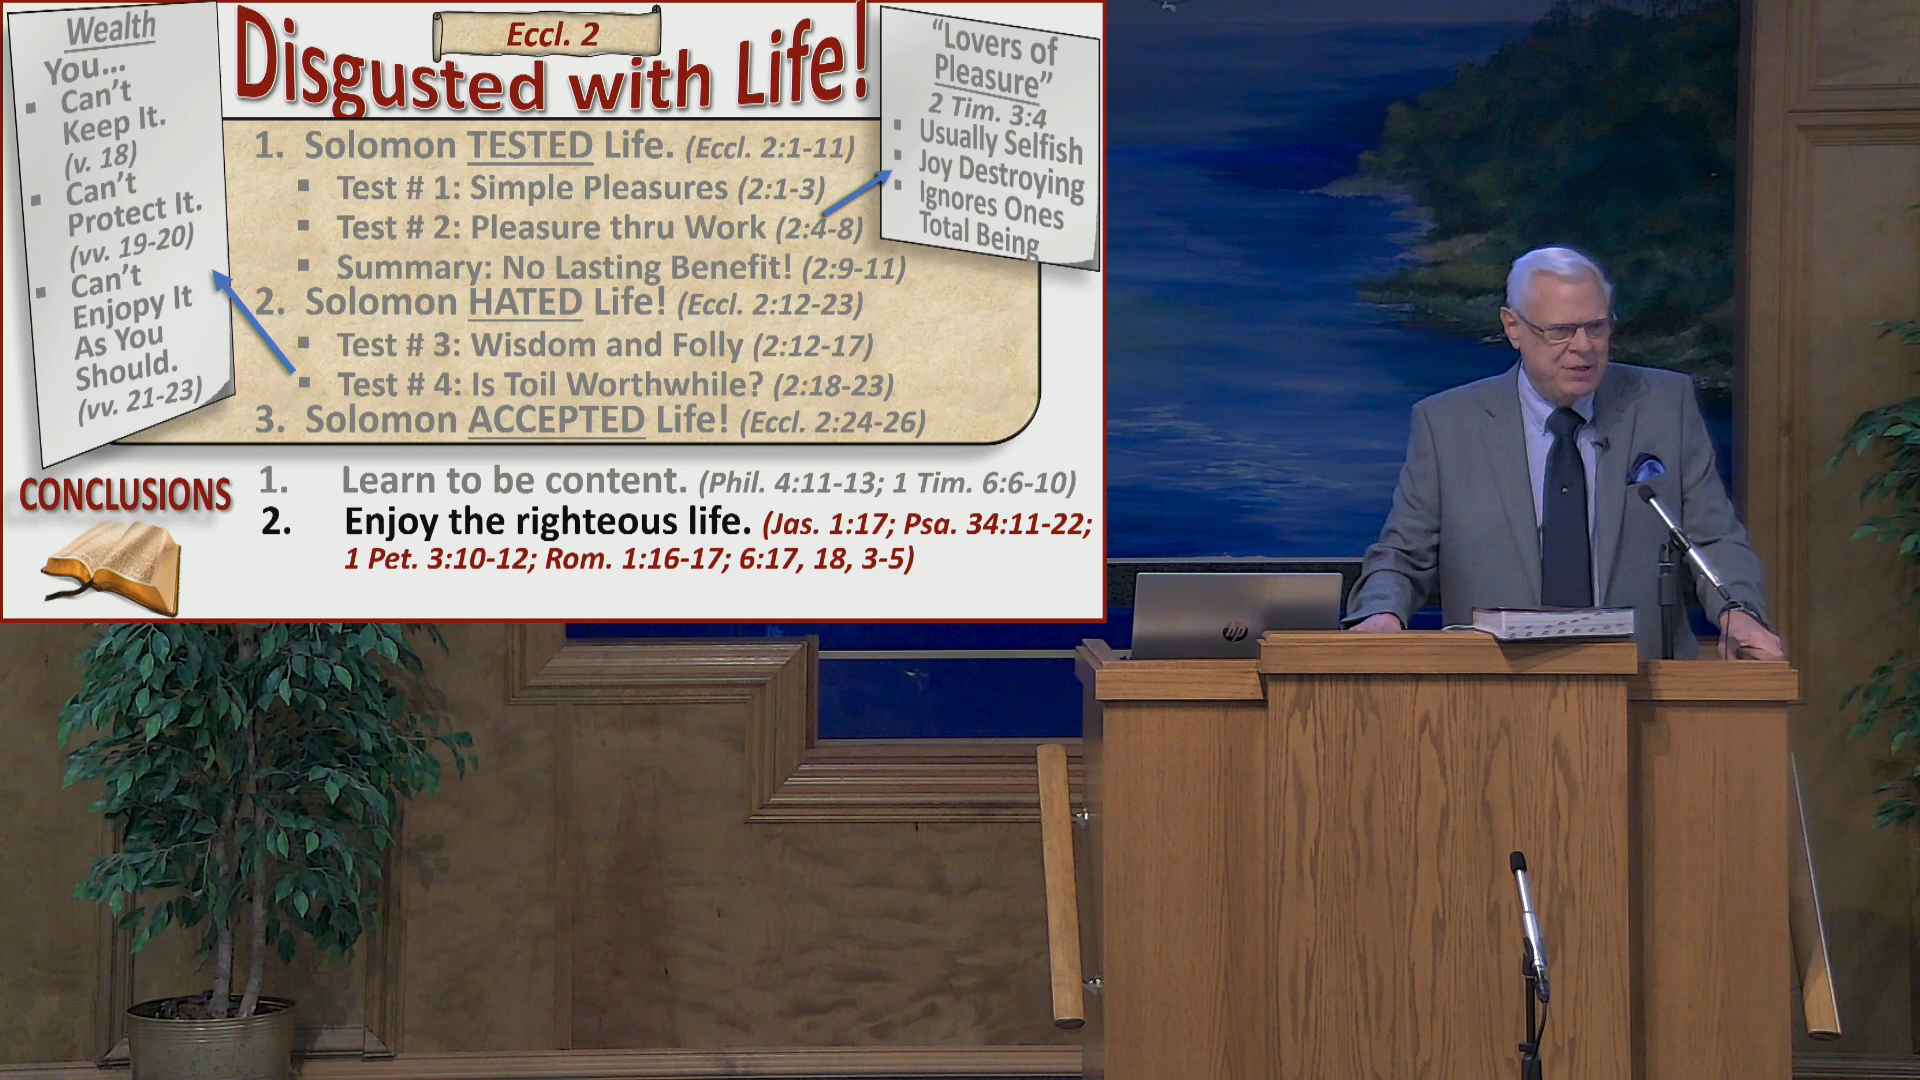 Wealth
You...
▪ Can't
Keep It.
(v. 18)
▪ Can't
Protect It.
(vv. 19-20)
▪ Can't
Enjopy It
As You
Should.
(vv. 21-23)
Eccl. 2
Disgusted with Life!
"Lovers of
Pleasure"
2 Tim. 3:4
▪ Usually Selfish
▪ Joy Destroying
▪ Ignores Ones
Total Being
1. Solomon TESTED Life. (Eccl. 2:1-11)
▪ Test # 1: Simple Pleasures (2:1-3)
▪ Test # 2: Pleasure thru Work (2:4-8)
▪ Summary: No Lasting Benefit! (2:9-11)
2. Solomon HATED Life! (Eccl. 2:12-23)
▪ Test # 3: Wisdom and Folly (2:12-17)
▪ Test # 4: Is Toil Worthwhile? (2:18-23)
3. Solomon ACCEPTED Life! (Eccl. 2:24-26)
CONCLUSIONS
1. Learn to be content. (Phil. 4:11-13; 1 Tim. 6:6-10)
2. Enjoy the righteous life. (Jas. 1:17; Psa. 34:11-22;
1 Pet. 3:10-12; Rom. 1:16-17; 6:17, 18, 3-5)
hp